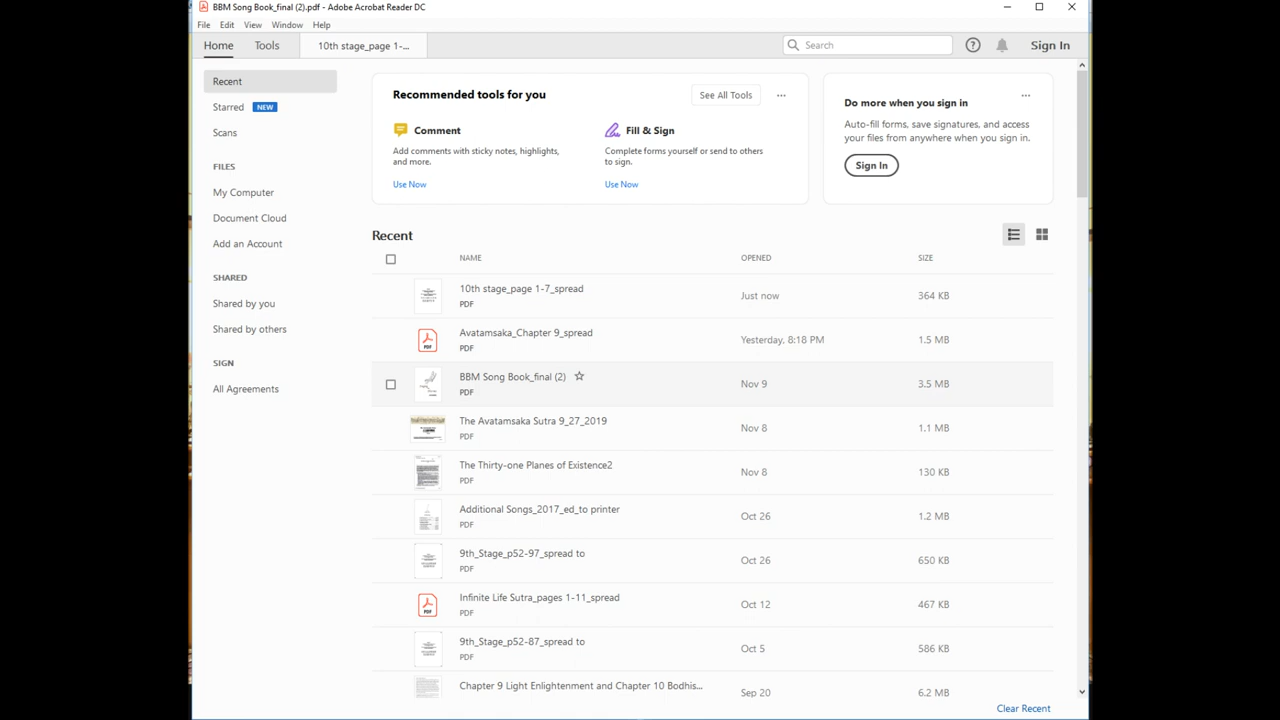 BBM Song Book_final (2).pdf - Adobe Acrobat Reader DC
File Edit View Window Help
Home Tools 10th stage_page 1-... Search Sign In
Recent
Starred NEW
Scans
FILES
My Computer
Document Cloud
Add an Account
SHARED
Shared by you
Shared by others
SIGN
All Agreements
Recommended tools for you
See All Tools
Comment
Add comments with sticky notes, highlights,
and more.
Use Now
Fill & Sign
Complete forms yourself or send to others
to sign.
Use Now
Do more when you sign in
Auto-fill forms, save signatures, and access
your files from anywhere when you sign in.
Sign In
Recent
NAME OPENED SIZE
10th stage_page 1-7_spread Just now 364 KB
PDF
Avatamsaka_Chapter 9_spread Yesterday, 8:18 PM 1.5 MB
PDF
BBM Song Book_final (2) Nov 9 3.5 MB
PDF
The Avatamsaka Sutra 9_27_2019 Nov 8 1.1 MB
PDF
The Thirty-one Planes of Existence2 Nov 8 130 KB
PDF
Additional Songs_2017_ed_to printer Oct 26 1.2 MB
PDF
9th_Stage_p52-97_spread to Oct 26 650 KB
PDF
Infinite Life Sutra_pages 1-11_spread Oct 12 467 KB
PDF
9th_Stage_p52-87_spread to Oct 5 586 KB
PDF
Chapter 9 Light Enlightenment and Chapter 10 Bodhis... Sep 20 6.2 MB
Clear Recent